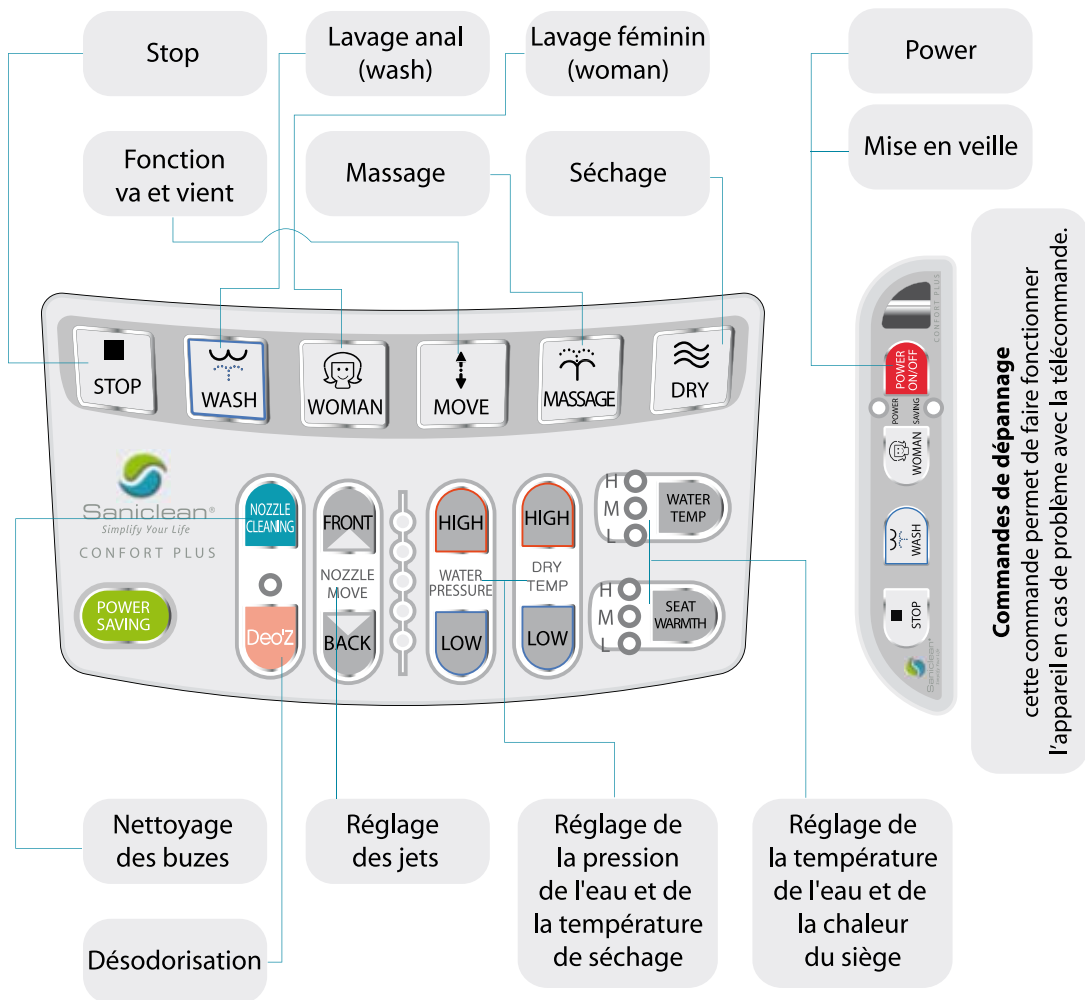 Stop
Lavage anal
(wash)
Lavage féminin
(woman)
Power
Fonction
va et vient
Massage
Séchage
Mise en veille
STOP
WASH
WOMAN
MOVE
MASSAGE
DRY
Saniclean®
Simplify Your Life
CONFORT PLUS
POWER
SAVING
NOZZLE
CLEANING
Deo'Z
FRONT
NOZZLE
MOVE
BACK
HIGH
WATER
PRESSURE
LOW
HIGH
DRY
TEMP
LOW
H
M
L
WATER
TEMP
H
M
L
SEAT
WARMTH
CONFORT PLUS
POWER
ON/OFF
POWER
SAVING
WOMAN
WASH
STOP
Saniclean®
Commandes de dépannage
cette commande permet de faire fonctionner
l'appareil en cas de problème avec la télécommande.
Nettoyage
des buzes
Réglage
des jets
Réglage de
la pression
de l'eau et de
la température
de séchage
Réglage de
la température
de l'eau et de
la chaleur
du siège
Désodorisation